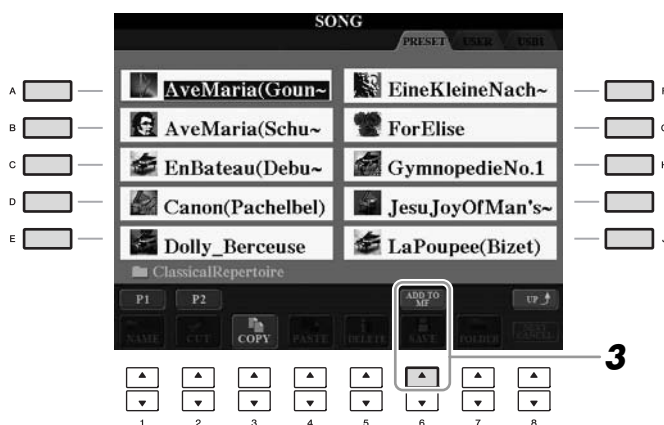 SONG
PRESET USER USB1
A AveMaria(Goun~ EineKleineNach~ F
B AveMaria(Schu~ ForElise G
C EnBateau(Debu~ GymnopedieNo.1 H
D Canon(Pachelbel) JesuJoyOfMan's~
E Dolly_Berceuse LaPoupee(Bizet) J
ClassicalRepertoire
P1 P2 ADD TO MF UP
NAME CUT COPY PASTE DELETE SAVE FOLDER CANCEL
3
1 2 3 4 5 6 7 8